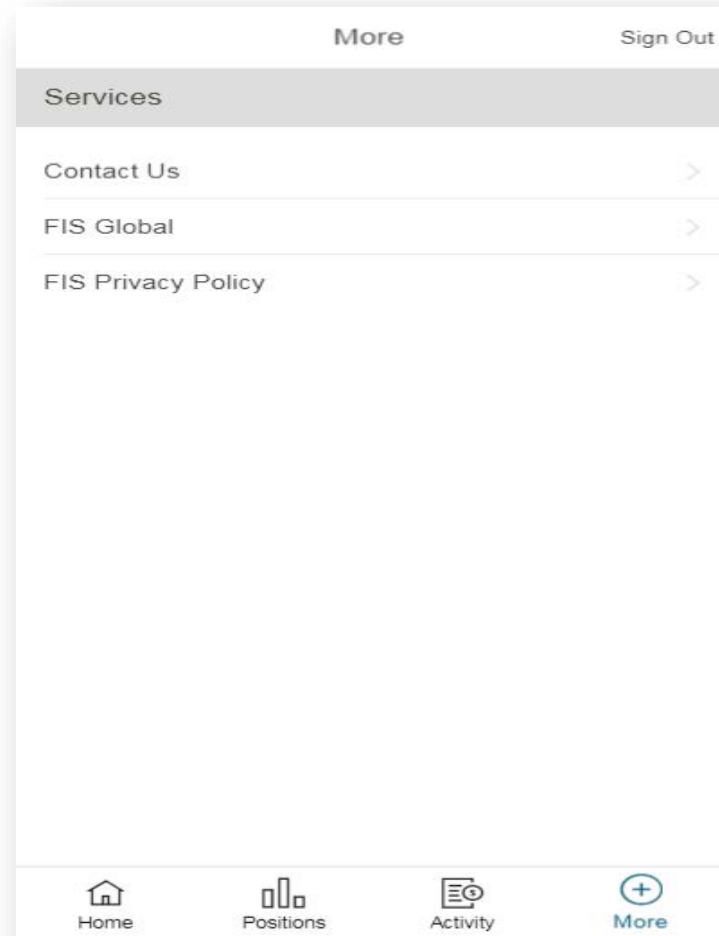 More
Sign Out
Services
Contact Us
FIS Global
FIS Privacy Policy
Home
Positions
Activity
More